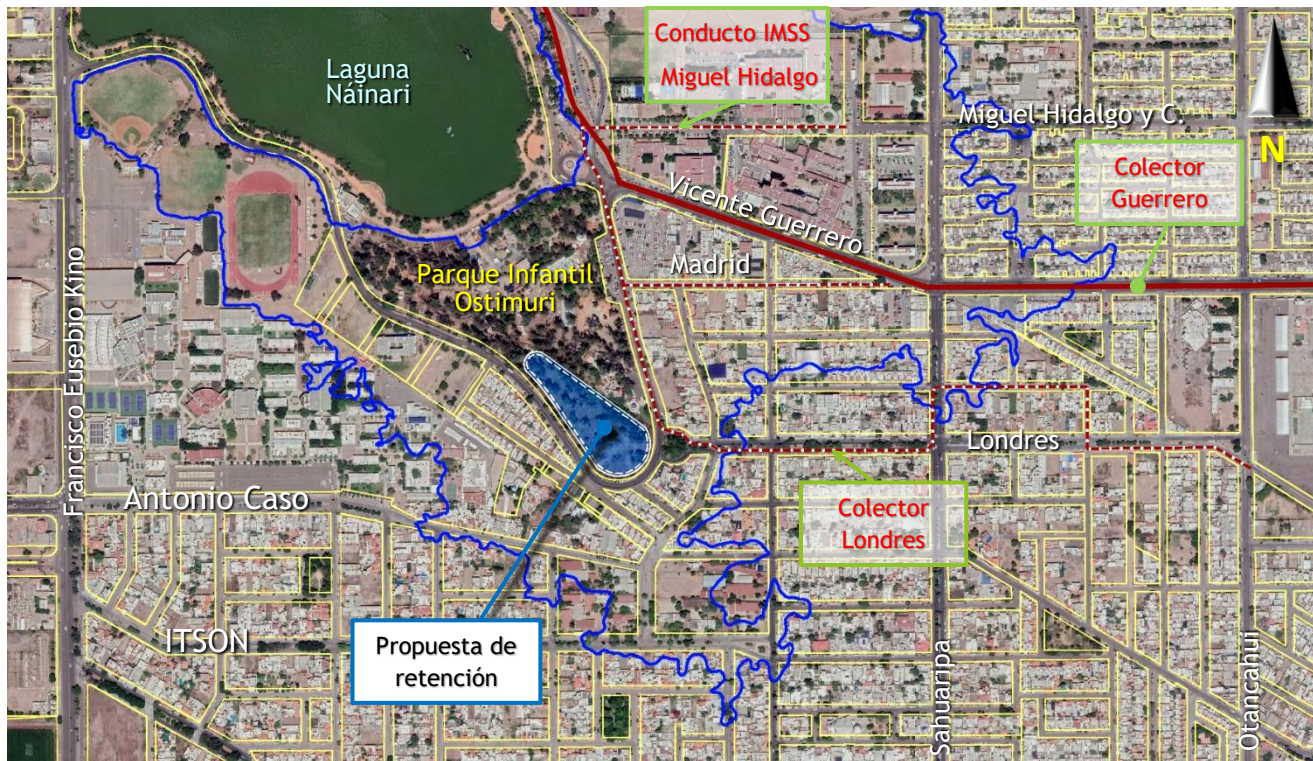 Conducto IMSS
Miguel Hidalgo
Laguna
Náinari
Miguel Hidalgo y C.
N
Colector
Guerrero
Vicente Guerrero
Madrid
Parque Infantil
Ostimuri
Francisco Eusebio Kino
Londres
Antonio Caso
Colector
Londres
ITSON
Propuesta de
retención
Sahuaripa
Otancahui